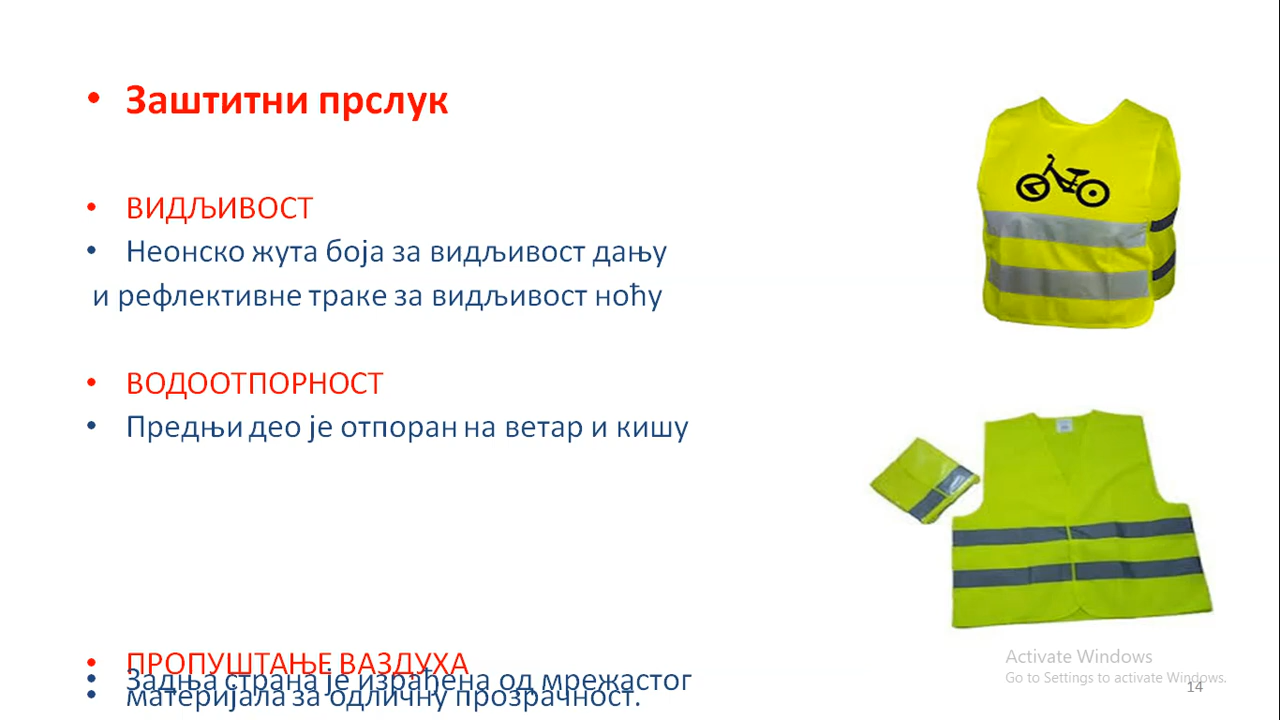 • Заштитни прслук
• ВИДЉИВОСТ
• Неонско жута боја за видљивост дању
и рефлективне траке за видљивост ноћу
• ВОДООТПОРНОСТ
• Предњи део је отпоран на ветар и кишу
• ПРОПУШТАЊЕ ВАЗДУХА
• Задња страна је израђена од мрежастог
• материјала за одличну прозрачност.
Activate Windows
Go to Settings to activate Windows.
14